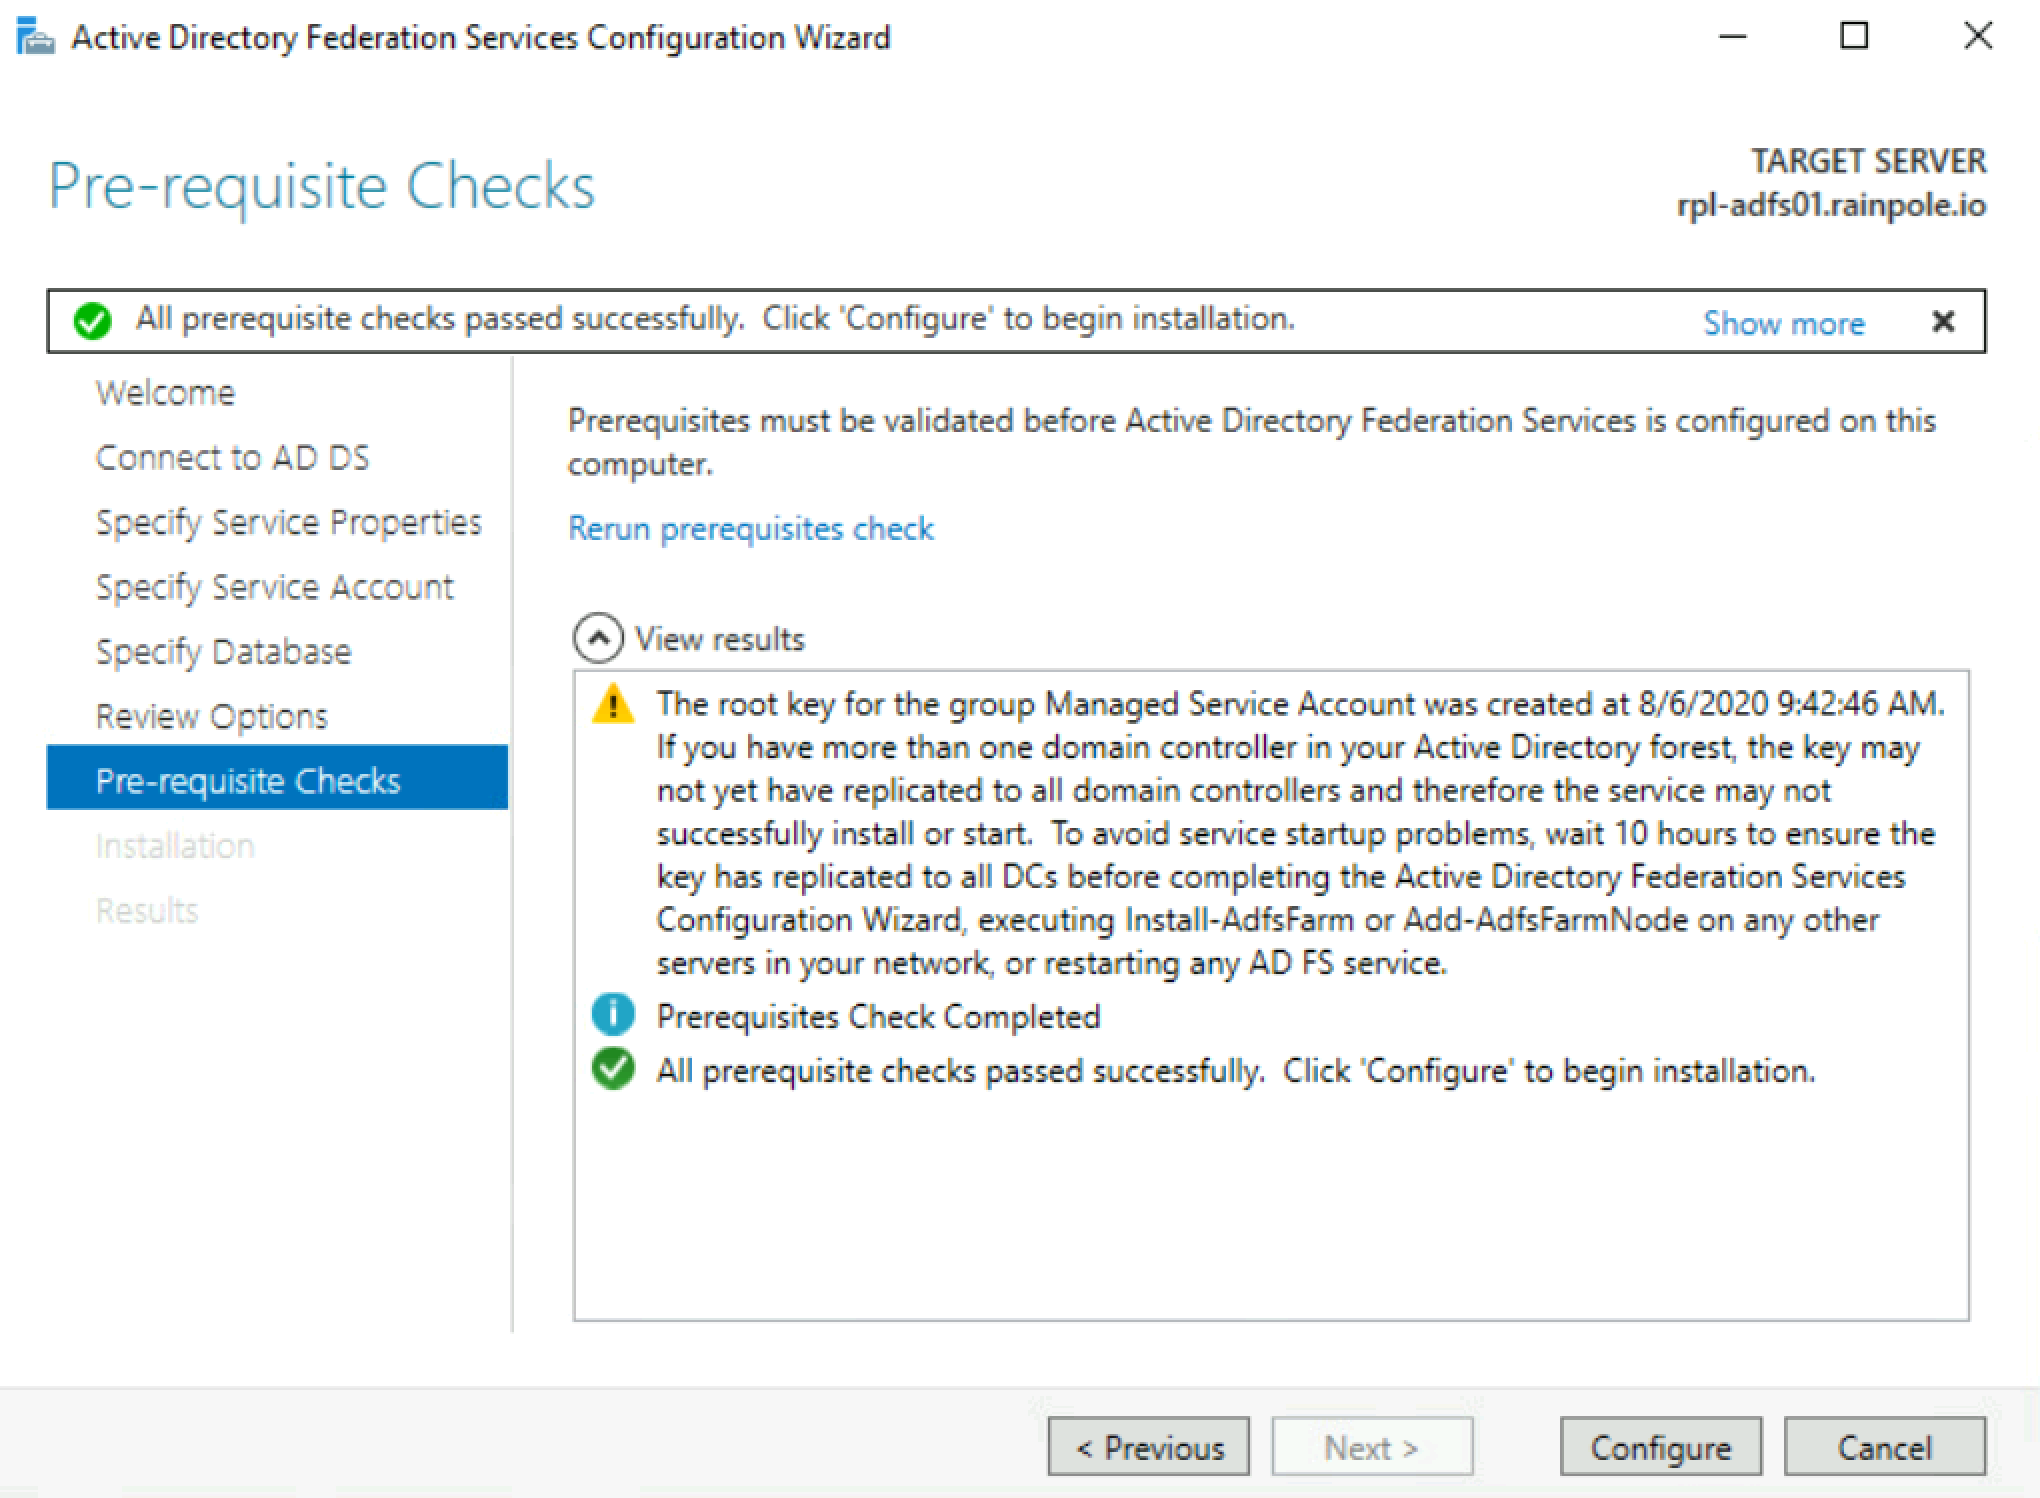 Active Directory Federation Services Configuration Wizard
Pre-requisite Checks
TARGET SERVER
rpl-adfs01.rainpole.io
All prerequisite checks passed successfully.  Click 'Configure' to begin installation.
Show more
Welcome
Connect to AD DS
Specify Service Properties
Specify Service Account
Specify Database
Review Options
Pre-requisite Checks
Installation
Results
Prerequisites must be validated before Active Directory Federation Services is configured on this
computer.
Rerun prerequisites check
View results
The root key for the group Managed Service Account was created at 8/6/2020 9:42:46 AM.
If you have more than one domain controller in your Active Directory forest, the key may
not yet have replicated to all domain controllers and therefore the service may not
successfully install or start.  To avoid service startup problems, wait 10 hours to ensure the
key has replicated to all DCs before completing the Active Directory Federation Services
Configuration Wizard, executing Install-AdfsFarm or Add-AdfsFarmNode on any other
servers in your network, or restarting any AD FS service.
Prerequisites Check Completed
All prerequisite checks passed successfully.  Click 'Configure' to begin installation.
< Previous
Next >
Configure
Cancel